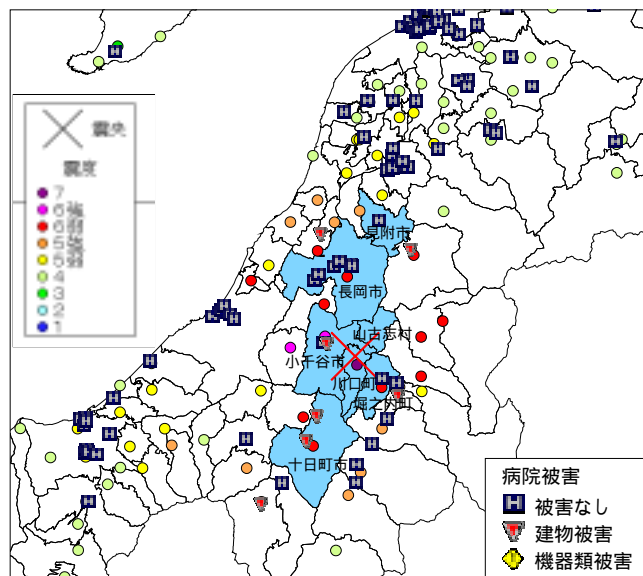 震央
震度
7
6強
6弱
5強
5弱
4
3
2
1
見附市
長岡市
山古志村
小千谷市
川口町
堀之内町
十日町市
病院被害
H 被害なし
建物被害
機器類被害